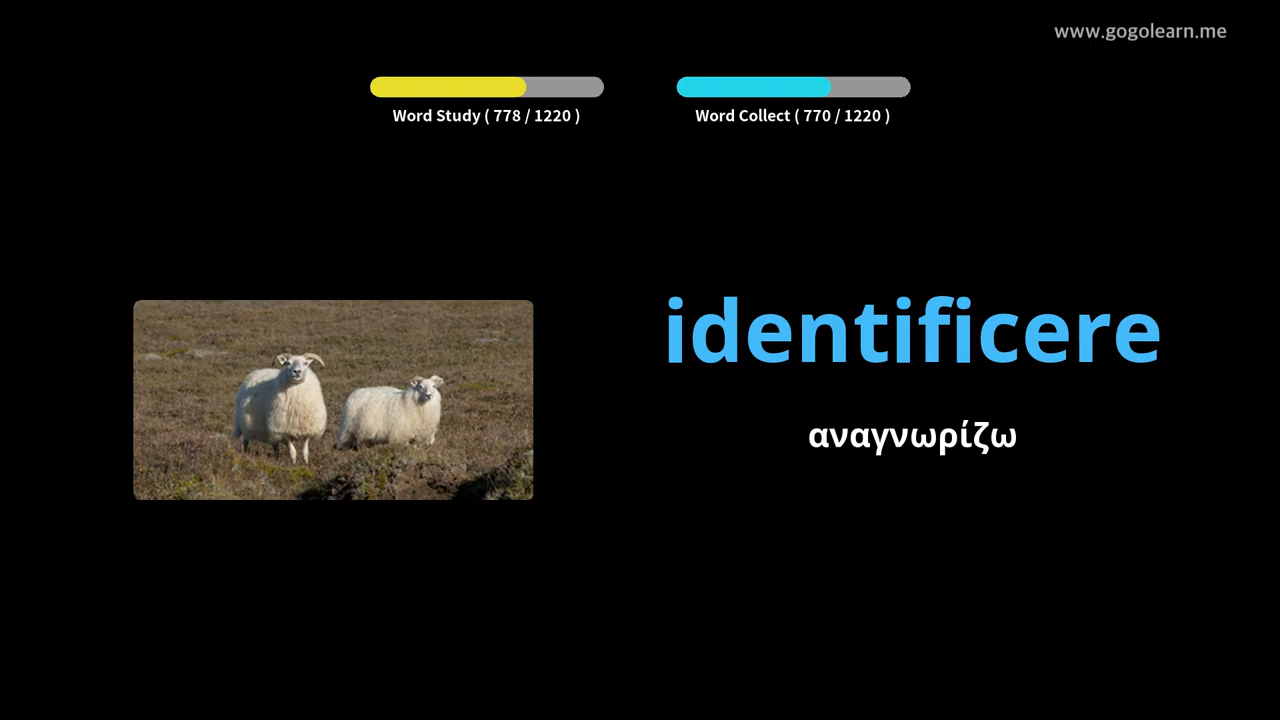 www.gogolearn.me
Word Study ( 778 / 1220 )
Word Collect ( 770 / 1220 )
identificere
αναγνωρίζω